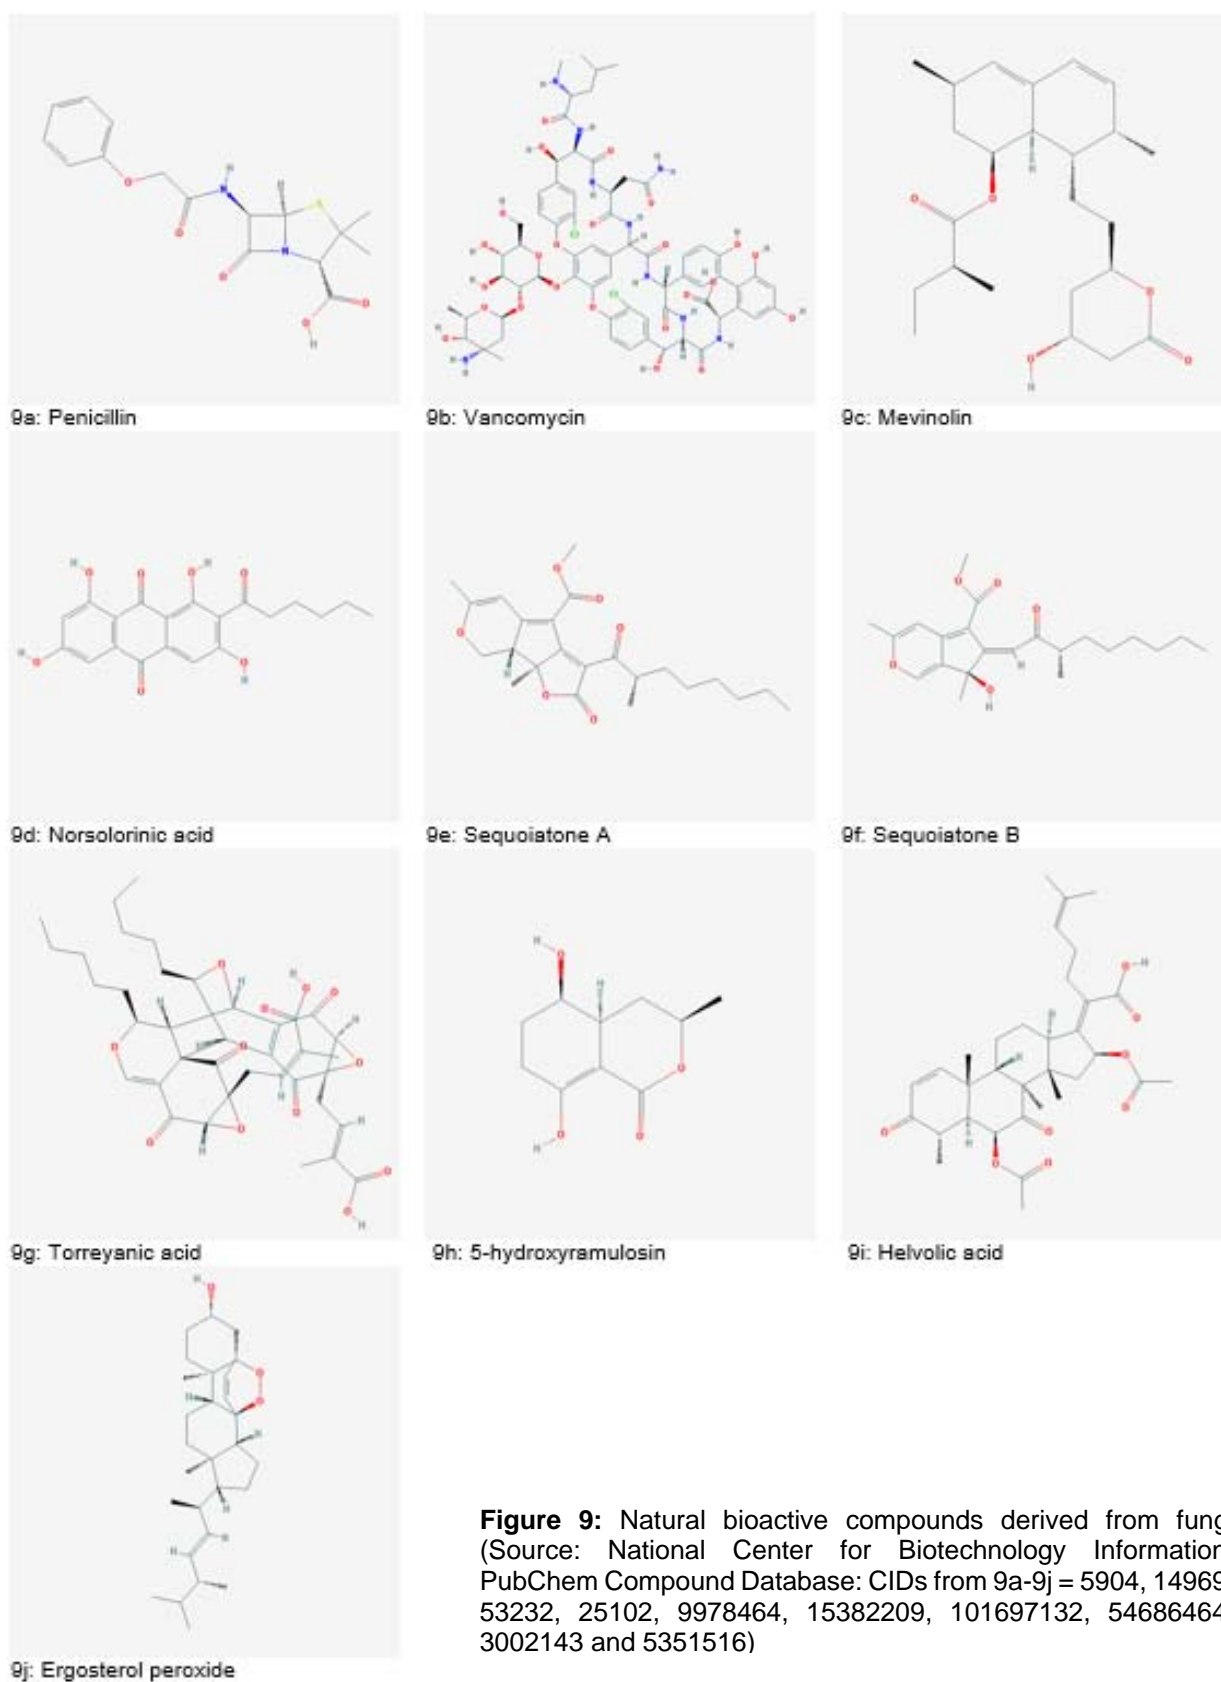 9a: Penicillin
9b: Vancomycin
9c: Mevinolin
9d: Norsolorinic acid
9e: Sequoiatone A
9f: Sequoiatone B
9g: Torreyanic acid
9h: 5-hydroxyramulosin
9i: Helvolic acid
9j: Ergosterol peroxide
Figure 9: Natural bioactive compounds derived from fung
(Source: National Center for Biotechnology Information
PubChem Compound Database: CIDs from 9a-9j = 5904, 14969
53232, 25102, 9978464, 15382209, 101697132, 54686464
3002143 and 5351516)